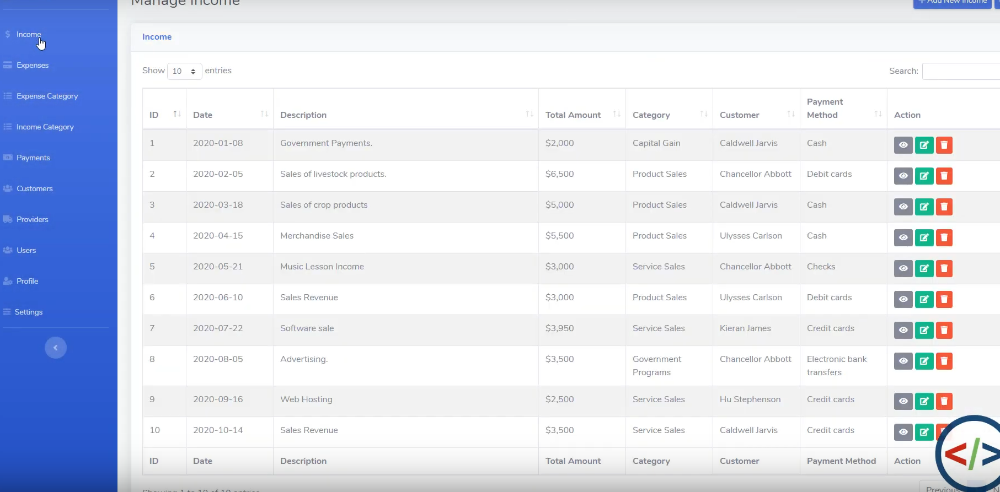 Manage Income
+ Add New Income
$ Income
Expenses
Expense Category
Income Category
Payments
Customers
Providers
Users
Profile
Settings
Income
Show 10 entries
Search:
ID Date Description Total Amount Category Customer Payment Method Action
1 2020-01-08 Government Payments. $2,000 Capital Gain Caldwell Jarvis Cash
2 2020-02-05 Sales of livestock products. $6,500 Product Sales Chancellor Abbott Debit cards
3 2020-03-18 Sales of crop products $5,000 Product Sales Caldwell Jarvis Cash
4 2020-04-15 Merchandise Sales $5,500 Product Sales Ulysses Carlson Cash
5 2020-05-21 Music Lesson Income $3,000 Service Sales Chancellor Abbott Checks
6 2020-06-10 Sales Revenue $3,000 Product Sales Ulysses Carlson Debit cards
7 2020-07-22 Software sale $3,950 Service Sales Kieran James Credit cards
8 2020-08-05 Advertising. $3,500 Government Programs Chancellor Abbott Electronic bank transfers
9 2020-09-16 Web Hosting $2,500 Service Sales Hu Stephenson Credit cards
10 2020-10-14 Sales Revenue $3,500 Service Sales Caldwell Jarvis Credit cards
ID Date Description Total Amount Category Customer Payment Method Action
</>
Previous